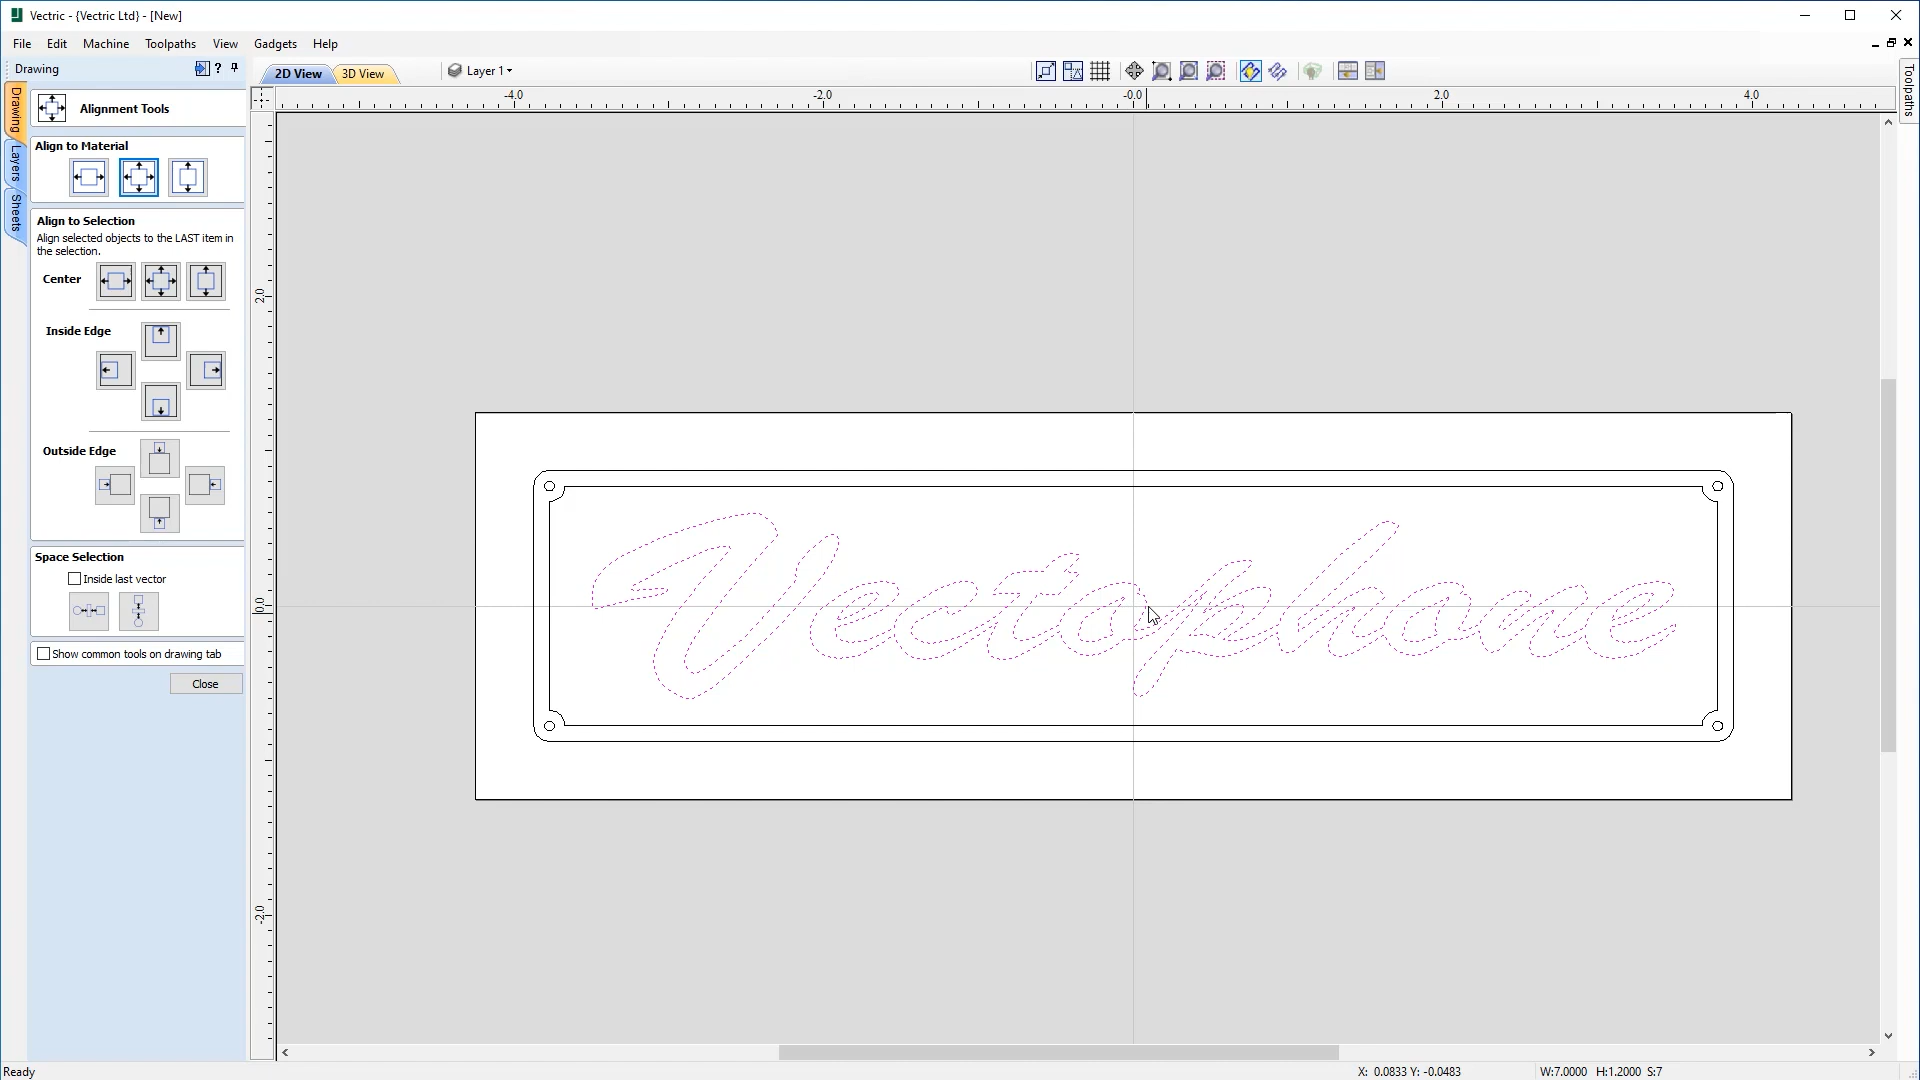 Vectric - {Vectric Ltd} - [New]
File Edit Machine Toolpaths View Gadgets Help
Drawing ?
2D View 3D View Layer 1
Toolpaths
Drawing
Layers
Sheets
Alignment Tools
Align to Material
Align to Selection
Align selected objects to the LAST item in
the selection.
Center
Inside Edge
Outside Edge
Space Selection
Inside last vector
Show common tools on drawing tab
Close
-4.0 -2.0 -0.0 2.0 4.0
2.0
0.0
-2.0
Vectophone
Ready X: 0.0833 Y: -0.0483 W:7.0000 H:1.2000 S:7